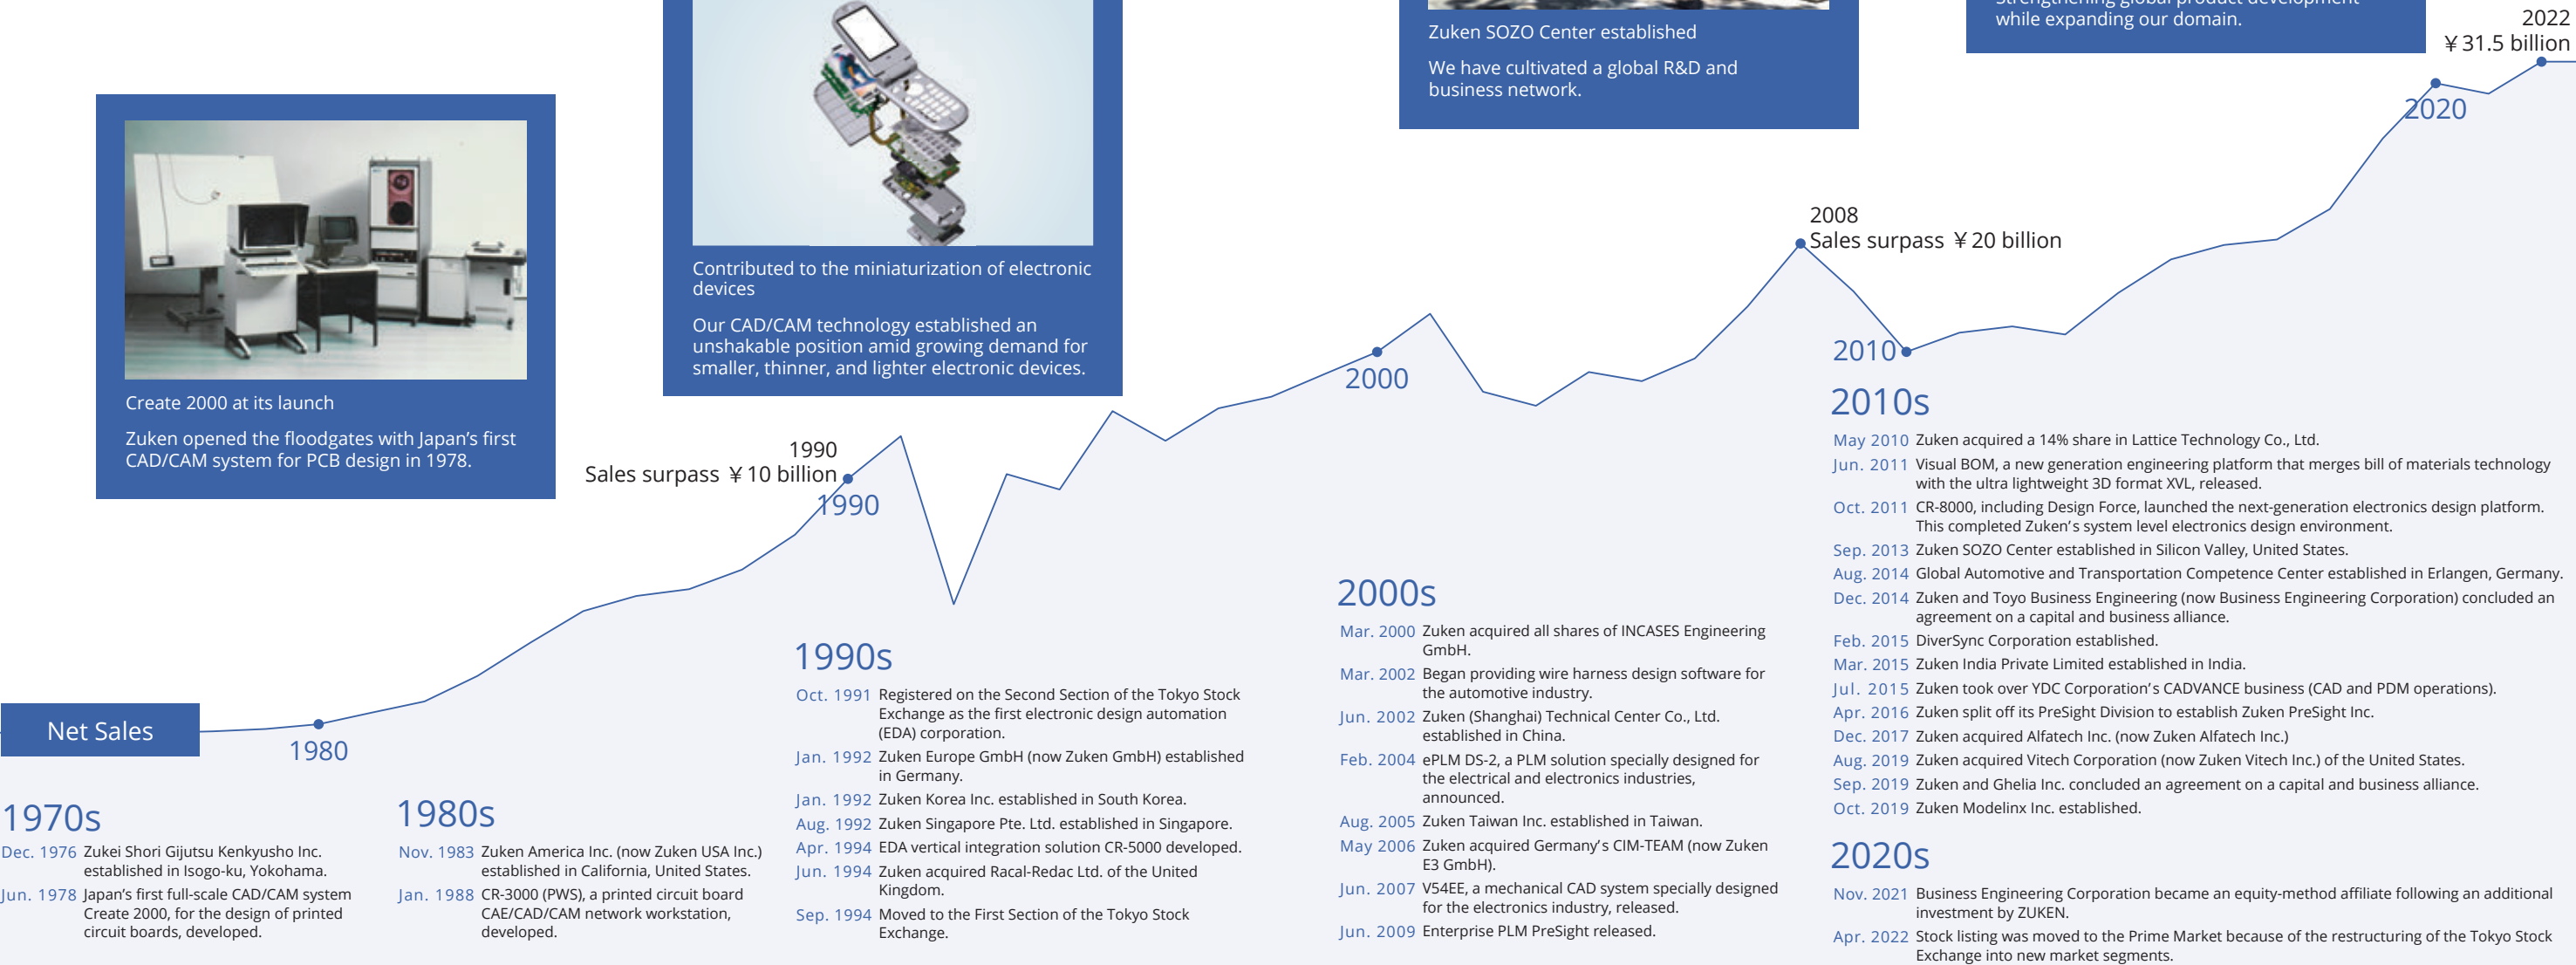 Strengthening global product development
while expanding our domain.
2022
¥31.5 billion
2020
Zuken SOZO Center established
We have cultivated a global R&D and
business network.
Create 2000 at its launch
Zuken opened the floodgates with Japan's first
CAD/CAM system for PCB design in 1978.
Contributed to the miniaturization of electronic
devices
Our CAD/CAM technology established an
unshakable position amid growing demand for
smaller, thinner, and lighter electronic devices.
1990
Sales surpass ¥10 billion
1990
2000
2008
Sales surpass ¥20 billion
2010
Net Sales
1980
1970s
Dec. 1976 Zukei Shori Gijutsu Kenkyusho Inc.
established in Isogo-ku, Yokohama.
Jun. 1978 Japan's first full-scale CAD/CAM system
Create 2000, for the design of printed
circuit boards, developed.
1980s
Nov. 1983 Zuken America Inc. (now Zuken USA Inc.)
established in California, United States.
Jan. 1988 CR-3000 (PWS), a printed circuit board
CAE/CAD/CAM network workstation,
developed.
1990s
Oct. 1991 Registered on the Second Section of the Tokyo Stock
Exchange as the first electronic design automation
(EDA) corporation.
Jan. 1992 Zuken Europe GmbH (now Zuken GmbH) established
in Germany.
Jan. 1992 Zuken Korea Inc. established in South Korea.
Aug. 1992 Zuken Singapore Pte. Ltd. established in Singapore.
Apr. 1994 EDA vertical integration solution CR-5000 developed.
Jun. 1994 Zuken acquired Racal-Redac Ltd. of the United
Kingdom.
Sep. 1994 Moved to the First Section of the Tokyo Stock
Exchange.
2000s
Mar. 2000 Zuken acquired all shares of INCASES Engineering
GmbH.
Mar. 2002 Began providing wire harness design software for
the automotive industry.
Jun. 2002 Zuken (Shanghai) Technical Center Co., Ltd.
established in China.
Feb. 2004 ePLM DS-2, a PLM solution specially designed for
the electrical and electronics industries,
announced.
Aug. 2005 Zuken Taiwan Inc. established in Taiwan.
May 2006 Zuken acquired Germany's CIM-TEAM (now Zuken
E3 GmbH).
Jun. 2007 V54EE, a mechanical CAD system specially designed
for the electronics industry, released.
Jun. 2009 Enterprise PLM PreSight released.
2010s
May 2010 Zuken acquired a 14% share in Lattice Technology Co., Ltd.
Jun. 2011 Visual BOM, a new generation engineering platform that merges bill of materials technology
with the ultra lightweight 3D format XVL, released.
Oct. 2011 CR-8000, including Design Force, launched the next-generation electronics design platform.
This completed Zuken's system level electronics design environment.
Sep. 2013 Zuken SOZO Center established in Silicon Valley, United States.
Aug. 2014 Global Automotive and Transportation Competence Center established in Erlangen, Germany.
Dec. 2014 Zuken and Toyo Business Engineering (now Business Engineering Corporation) concluded an
agreement on a capital and business alliance.
Feb. 2015 DiverSync Corporation established.
Mar. 2015 Zuken India Private Limited established in India.
Jul. 2015 Zuken took over YDC Corporation's CADVANCE business (CAD and PDM operations).
Apr. 2016 Zuken split off its PreSight Division to establish Zuken PreSight Inc.
Dec. 2017 Zuken acquired Alfatech Inc. (now Zuken Alfatech Inc.)
Aug. 2019 Zuken acquired Vitech Corporation (now Zuken Vitech Inc.) of the United States.
Sep. 2019 Zuken and Ghelia Inc. concluded an agreement on a capital and business alliance.
Oct. 2019 Zuken Modelinx Inc. established.
2020s
Nov. 2021 Business Engineering Corporation became an equity-method affiliate following an additional
investment by ZUKEN.
Apr. 2022 Stock listing was moved to the Prime Market because of the restructuring of the Tokyo Stock
Exchange into new market segments.